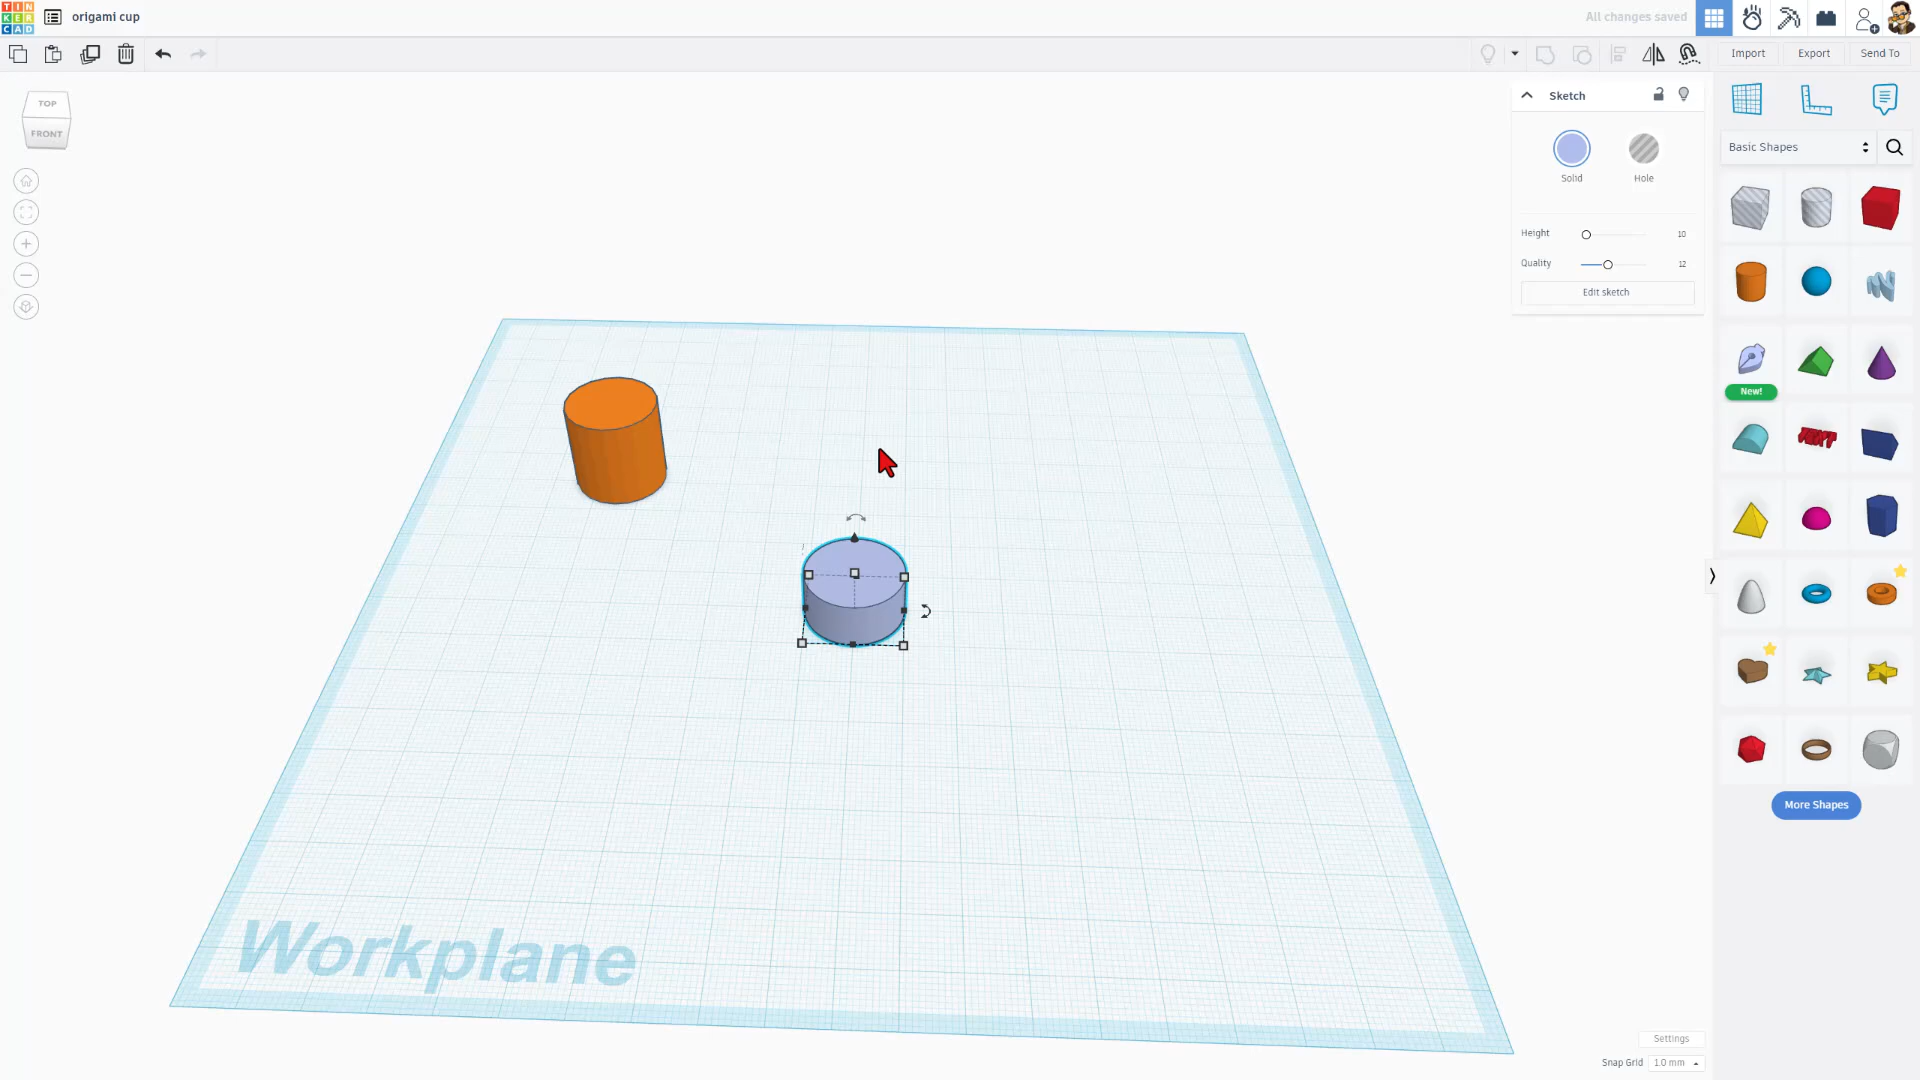 TIN
KER
CAD
origami cup
All changes saved
Import
Export
Send To
TOP
FRONT
Sketch
Solid
Hole
Height
10
Quality
12
Edit sketch
Basic Shapes
New!
TEXT
More Shapes
Workplane
Settings
Snap Grid
1.0 mm